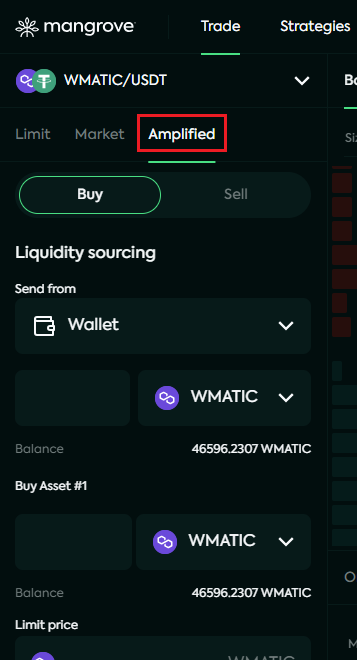 mangrove
Trade
Strategies
WMATIC/USDT
Limit
Market
Amplified
Buy
Sell
Liquidity sourcing
Send from
Wallet
WMATIC
Balance
46596.2307 WMATIC
Buy Asset #1
WMATIC
Balance
46596.2307 WMATIC
Limit price
WMATIC